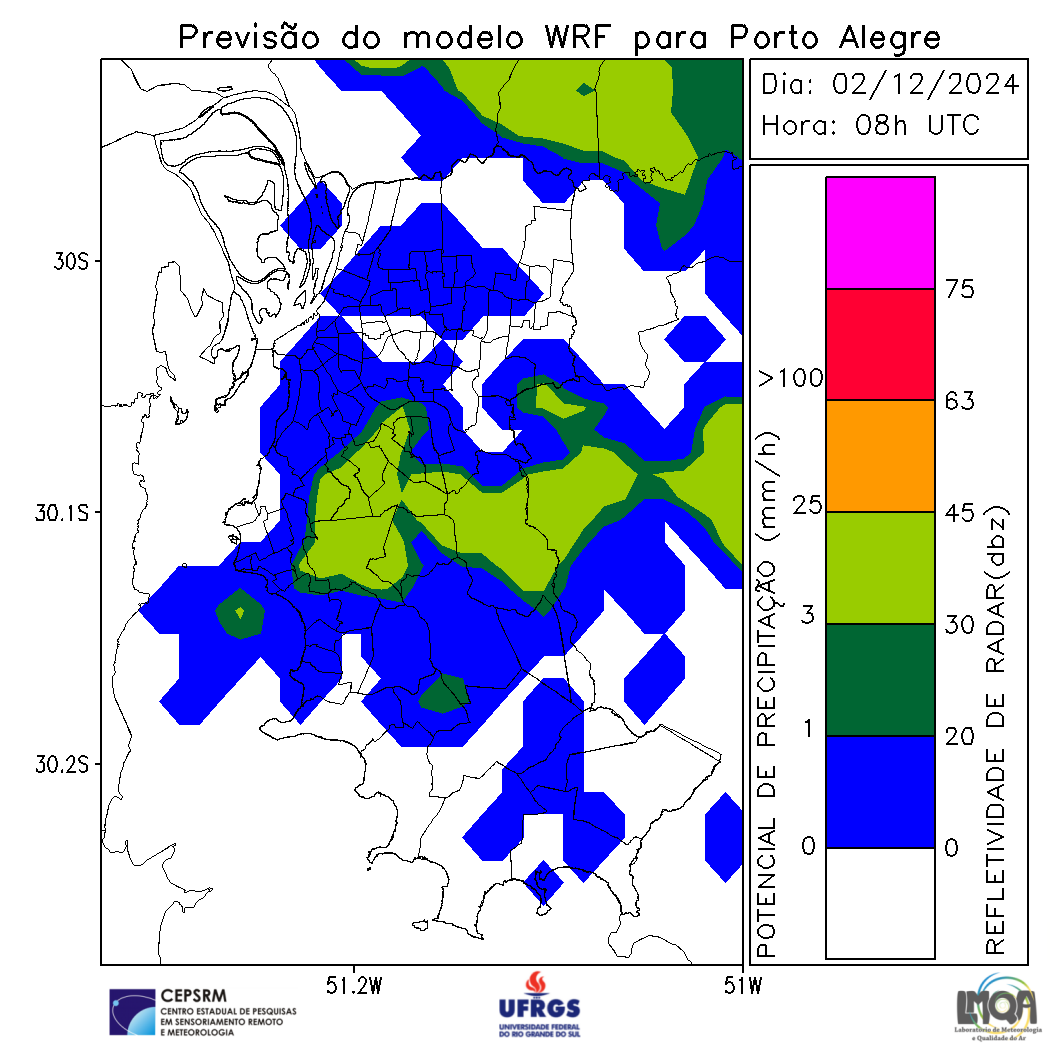 Previsão do modelo WRF para Porto Alegre
Dia: 02/12/2024
Hora: 08h UTC
30S
30.1S
30.2S
51.2W
51W
POTENCIAL DE PRECIPITAÇÃO (mm/h)
>100
25
3
1
0
75
63
45
30
20
0
REFLETIVIDADE DE RADAR(dbz)
CEPSRM
CENTRO ESTADUAL DE PESQUISAS
EM SENSORIAMENTO REMOTO
E METEOROLOGIA
UFRGS
UNIVERSIDADE FEDERAL
DO RIO GRANDE DO SUL
LMQA
Laboratório de Meteorologia
e Qualidade do Ar